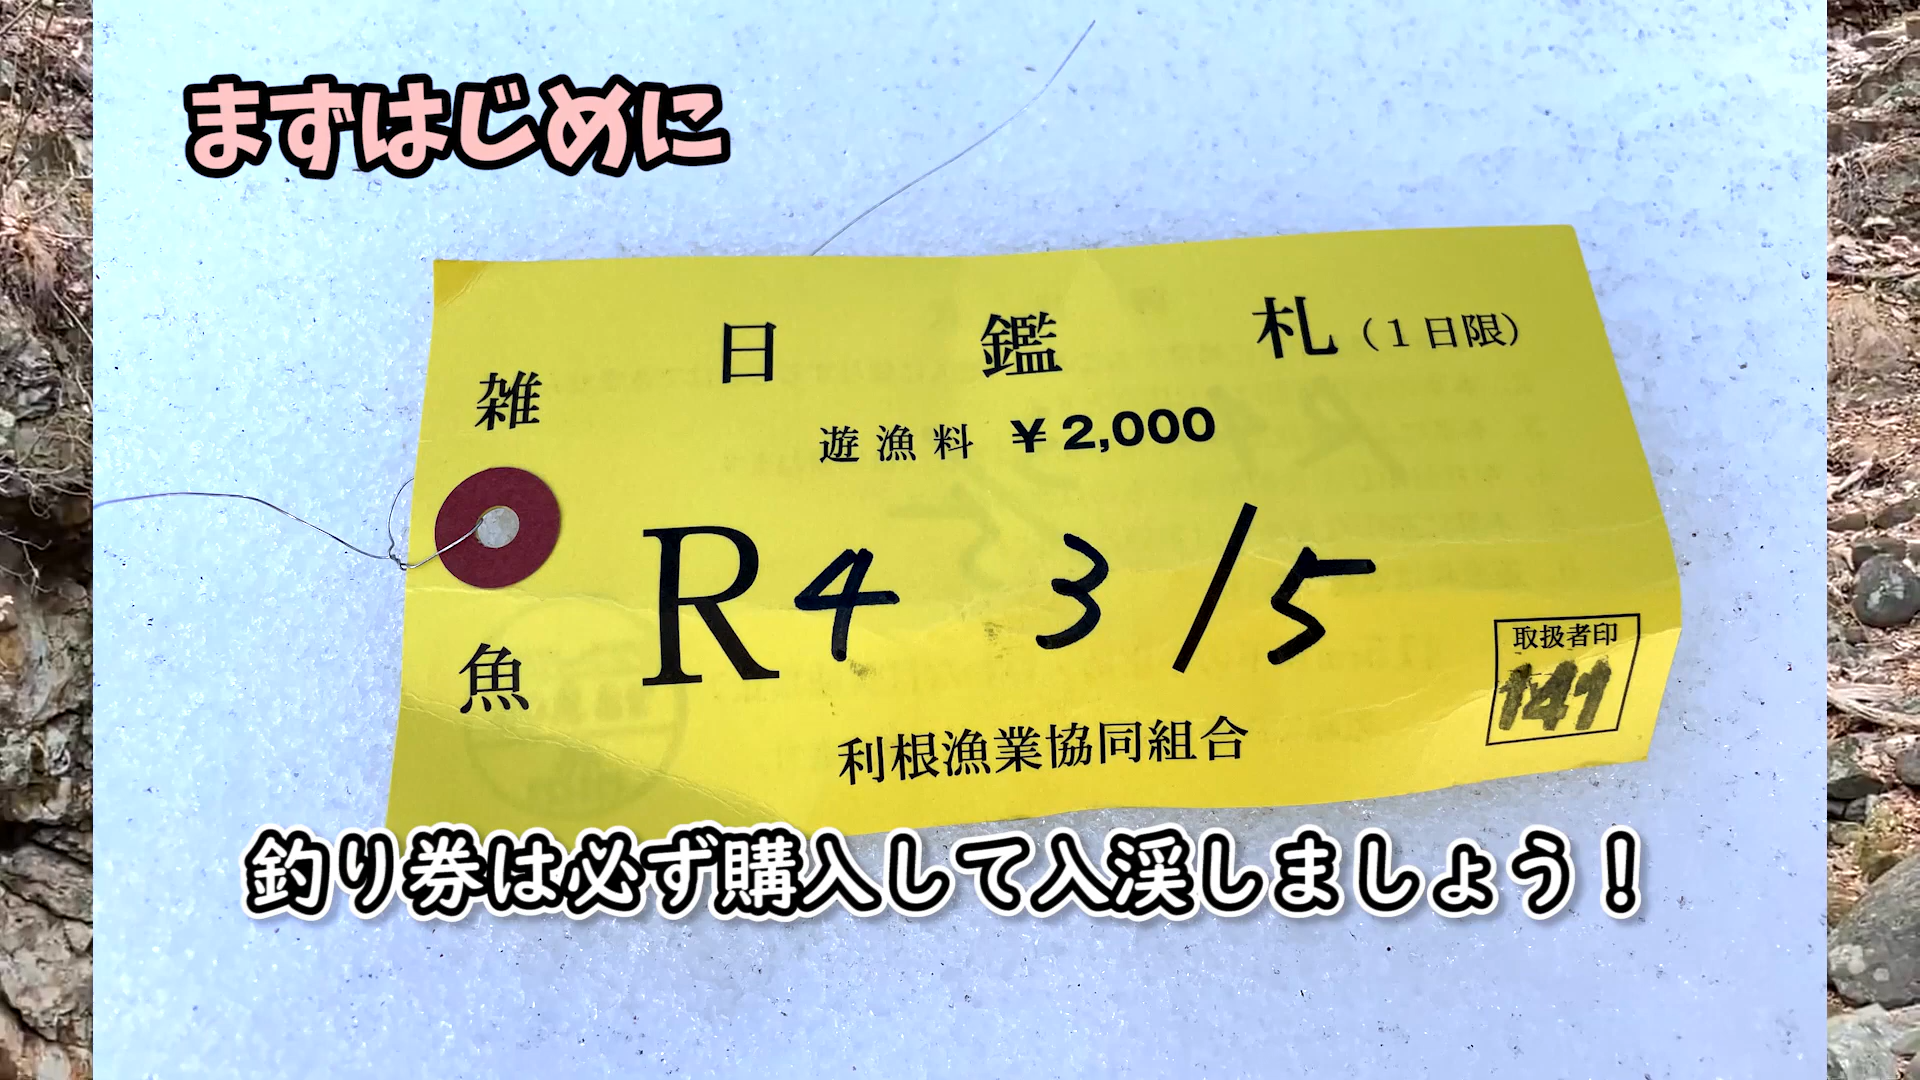 まずはじめに
日鑑札（1日限）
雑魚
遊漁料 ¥2,000
R4 3/5
取扱者印
141
利根漁業協同組合
釣り券は必ず購入して入渓しましょう！